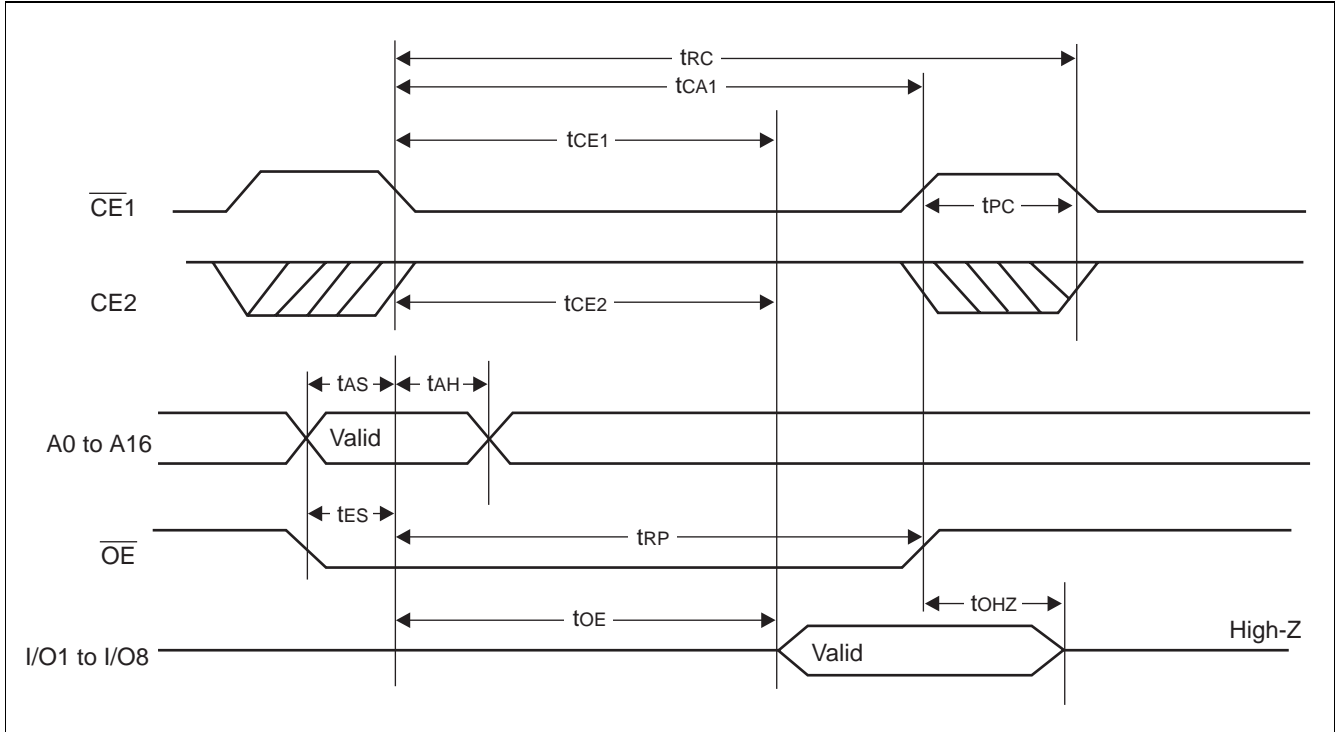 tRC
tCA1
tCE1
CE1
tPC
CE2
tCE2
tAS
tAH
A0 to A16
Valid
tES
OE
tRP
tOE
tOHZ
High-Z
I/O1 to I/O8
Valid